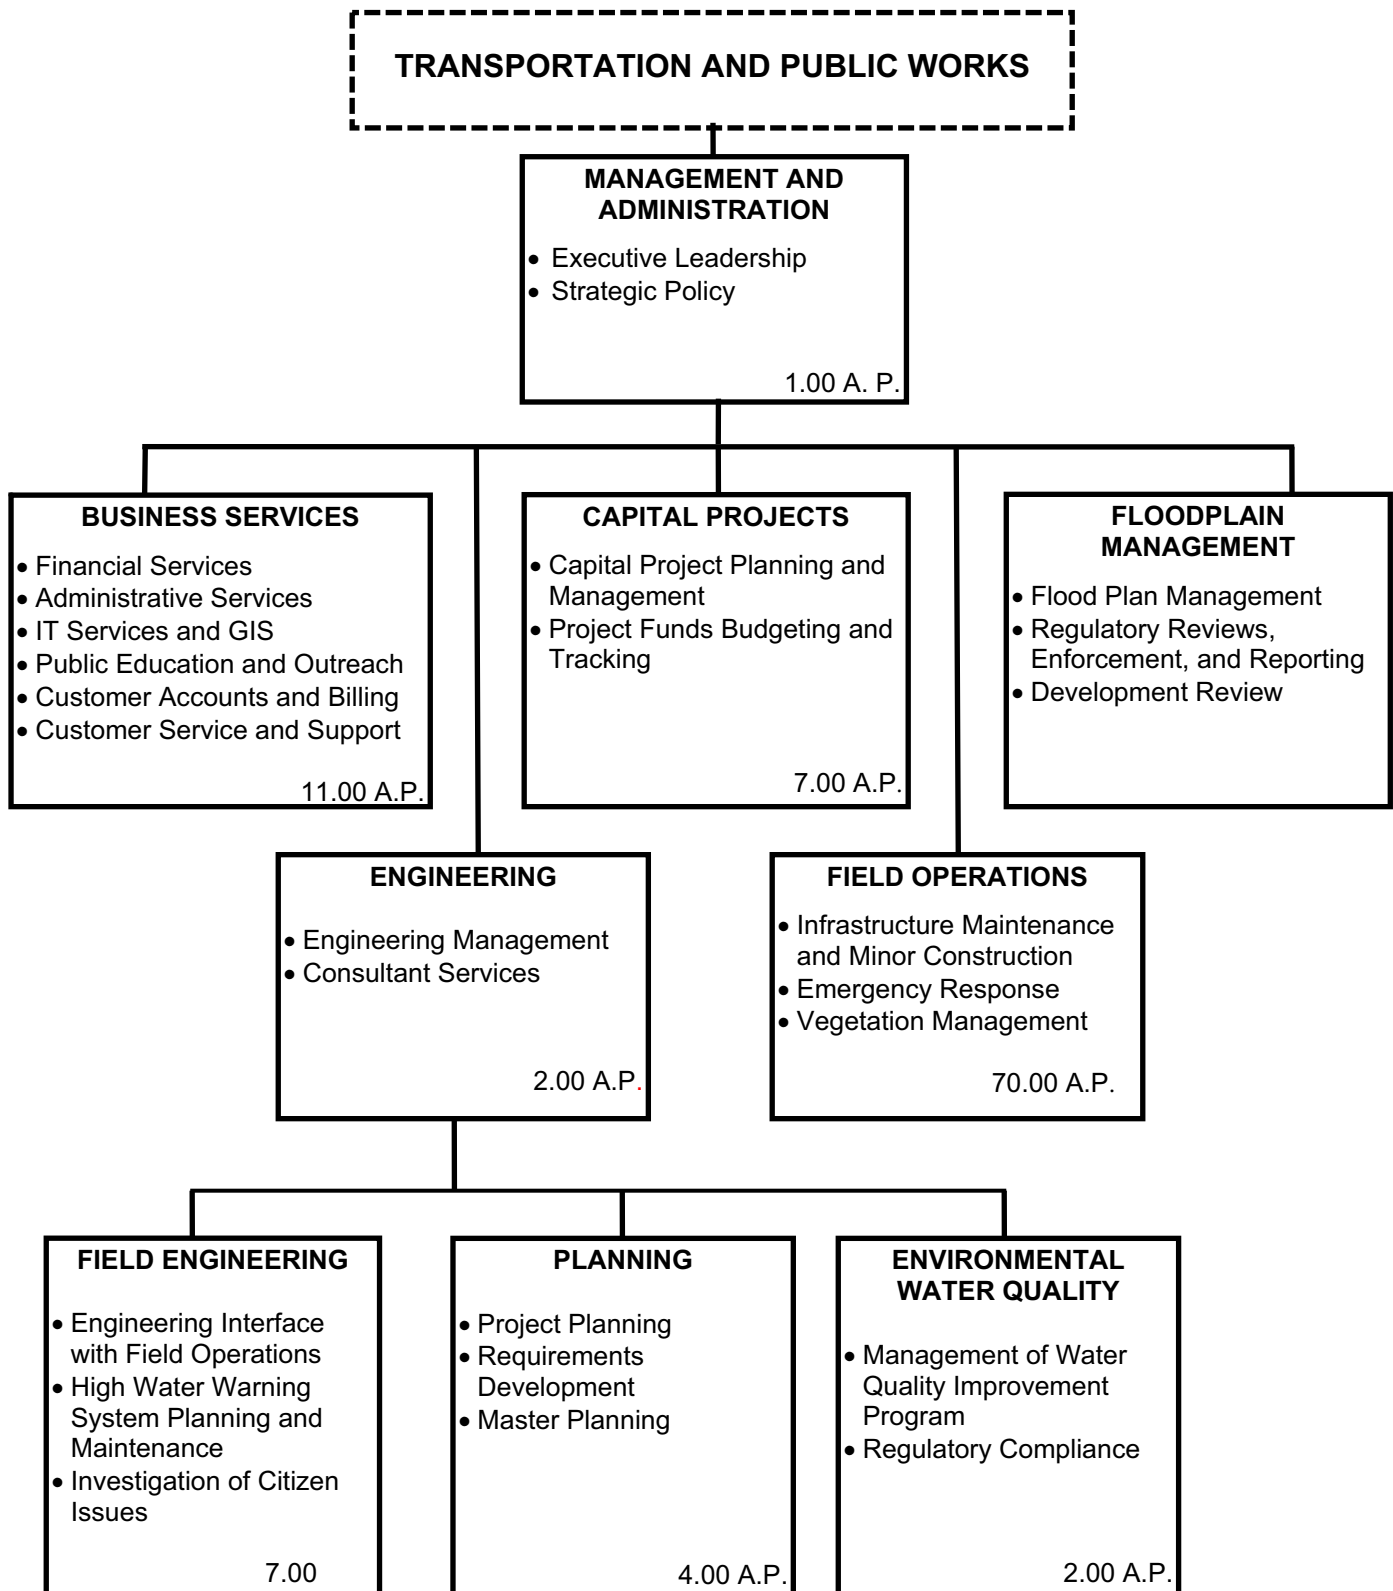 TRANSPORTATION AND PUBLIC WORKS
MANAGEMENT AND
ADMINISTRATION
• Executive Leadership
• Strategic Policy
1.00 A. P.
BUSINESS SERVICES
• Financial Services
• Administrative Services
• IT Services and GIS
• Public Education and Outreach
• Customer Accounts and Billing
• Customer Service and Support
11.00 A.P.
CAPITAL PROJECTS
• Capital Project Planning and
Management
• Project Funds Budgeting and
Tracking
7.00 A.P.
FLOODPLAIN
MANAGEMENT
• Flood Plan Management
• Regulatory Reviews,
Enforcement, and Reporting
• Development Review
ENGINEERING
• Engineering Management
• Consultant Services
2.00 A.P.
FIELD OPERATIONS
• Infrastructure Maintenance
and Minor Construction
• Emergency Response
• Vegetation Management
70.00 A.P.
FIELD ENGINEERING
• Engineering Interface
with Field Operations
• High Water Warning
System Planning and
Maintenance
• Investigation of Citizen
Issues
7.00
PLANNING
• Project Planning
• Requirements
Development
• Master Planning
4.00 A.P.
ENVIRONMENTAL
WATER QUALITY
• Management of Water
Quality Improvement
Program
• Regulatory Compliance
2.00 A.P.